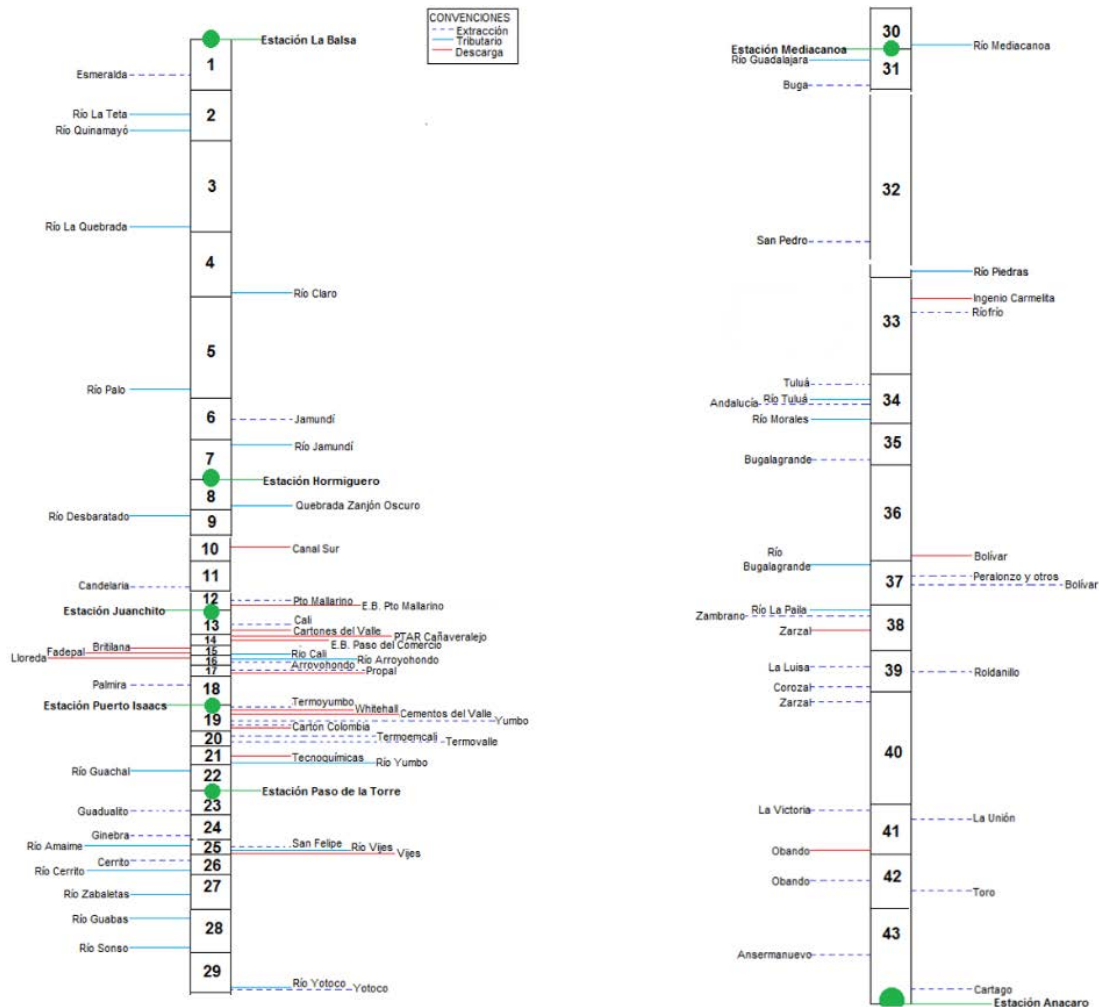 CONVENCIONES
Extracción
Tributario
Descarga
Estación La Balsa
1
Esmeralda
2
Río La Teta
Río Quinamayó
3
Río La Quebrada
4
Río Claro
5
Río Palo
6
Jamundí
7
Río Jamundí
Estación Hormiguero
8
Quebrada Zanjón Oscuro
Río Desbaratado
9
10
Canal Sur
11
Candelaria
12
Pto Mallarino
E.B. Pto Mallarino
Estación Juanchito
13
Cali
Cartones del Valle
PTAR Cañaveralejo
14
E.B. Paso del Comercio
Britilana
Fadepal
Lloreda
15
Río Cali
16
Río Arroyohondo
Arroyohondo
17
Propal
18
Palmira
Estación Puerto Isaacs
Termoyumbo
Whitehall
Cementos del Valle
19
Yumbo
Cartón Colombia
20
Termoemcali
Termovalle
21
Tecnoquímicas
Río Yumbo
22
Río Guachal
Estación Paso de la Torre
23
Guadualito
24
Ginebra
25
San Felipe
Río Amaime
Río Vijes
Vijes
Cerrito
26
Río Cerrito
27
Río Zabaletas
28
Río Guabas
Río Sonso
29
Río Yotoco
Yotoco
30
Río Mediacanoa
Estación Mediacanoa
Río Guadalajara
31
Buga
32
San Pedro
Río Piedras
Ingenio Carmelita
Ríofrío
33
Tuluá
34
Río Tuluá
Andalucía
Río Morales
35
Bugalagrande
36
Bolívar
Río
Bugalagrande
37
Peralonzo y otros
Bolívar
Río La Paila
Zambrano
38
Zarzal
39
La Luisa
Roldanillo
Corozal
Zarzal
40
La Victoria
La Unión
41
Obando
42
Obando
Toro
43
Ansermanuevo
Cartago
Estación Anacaro